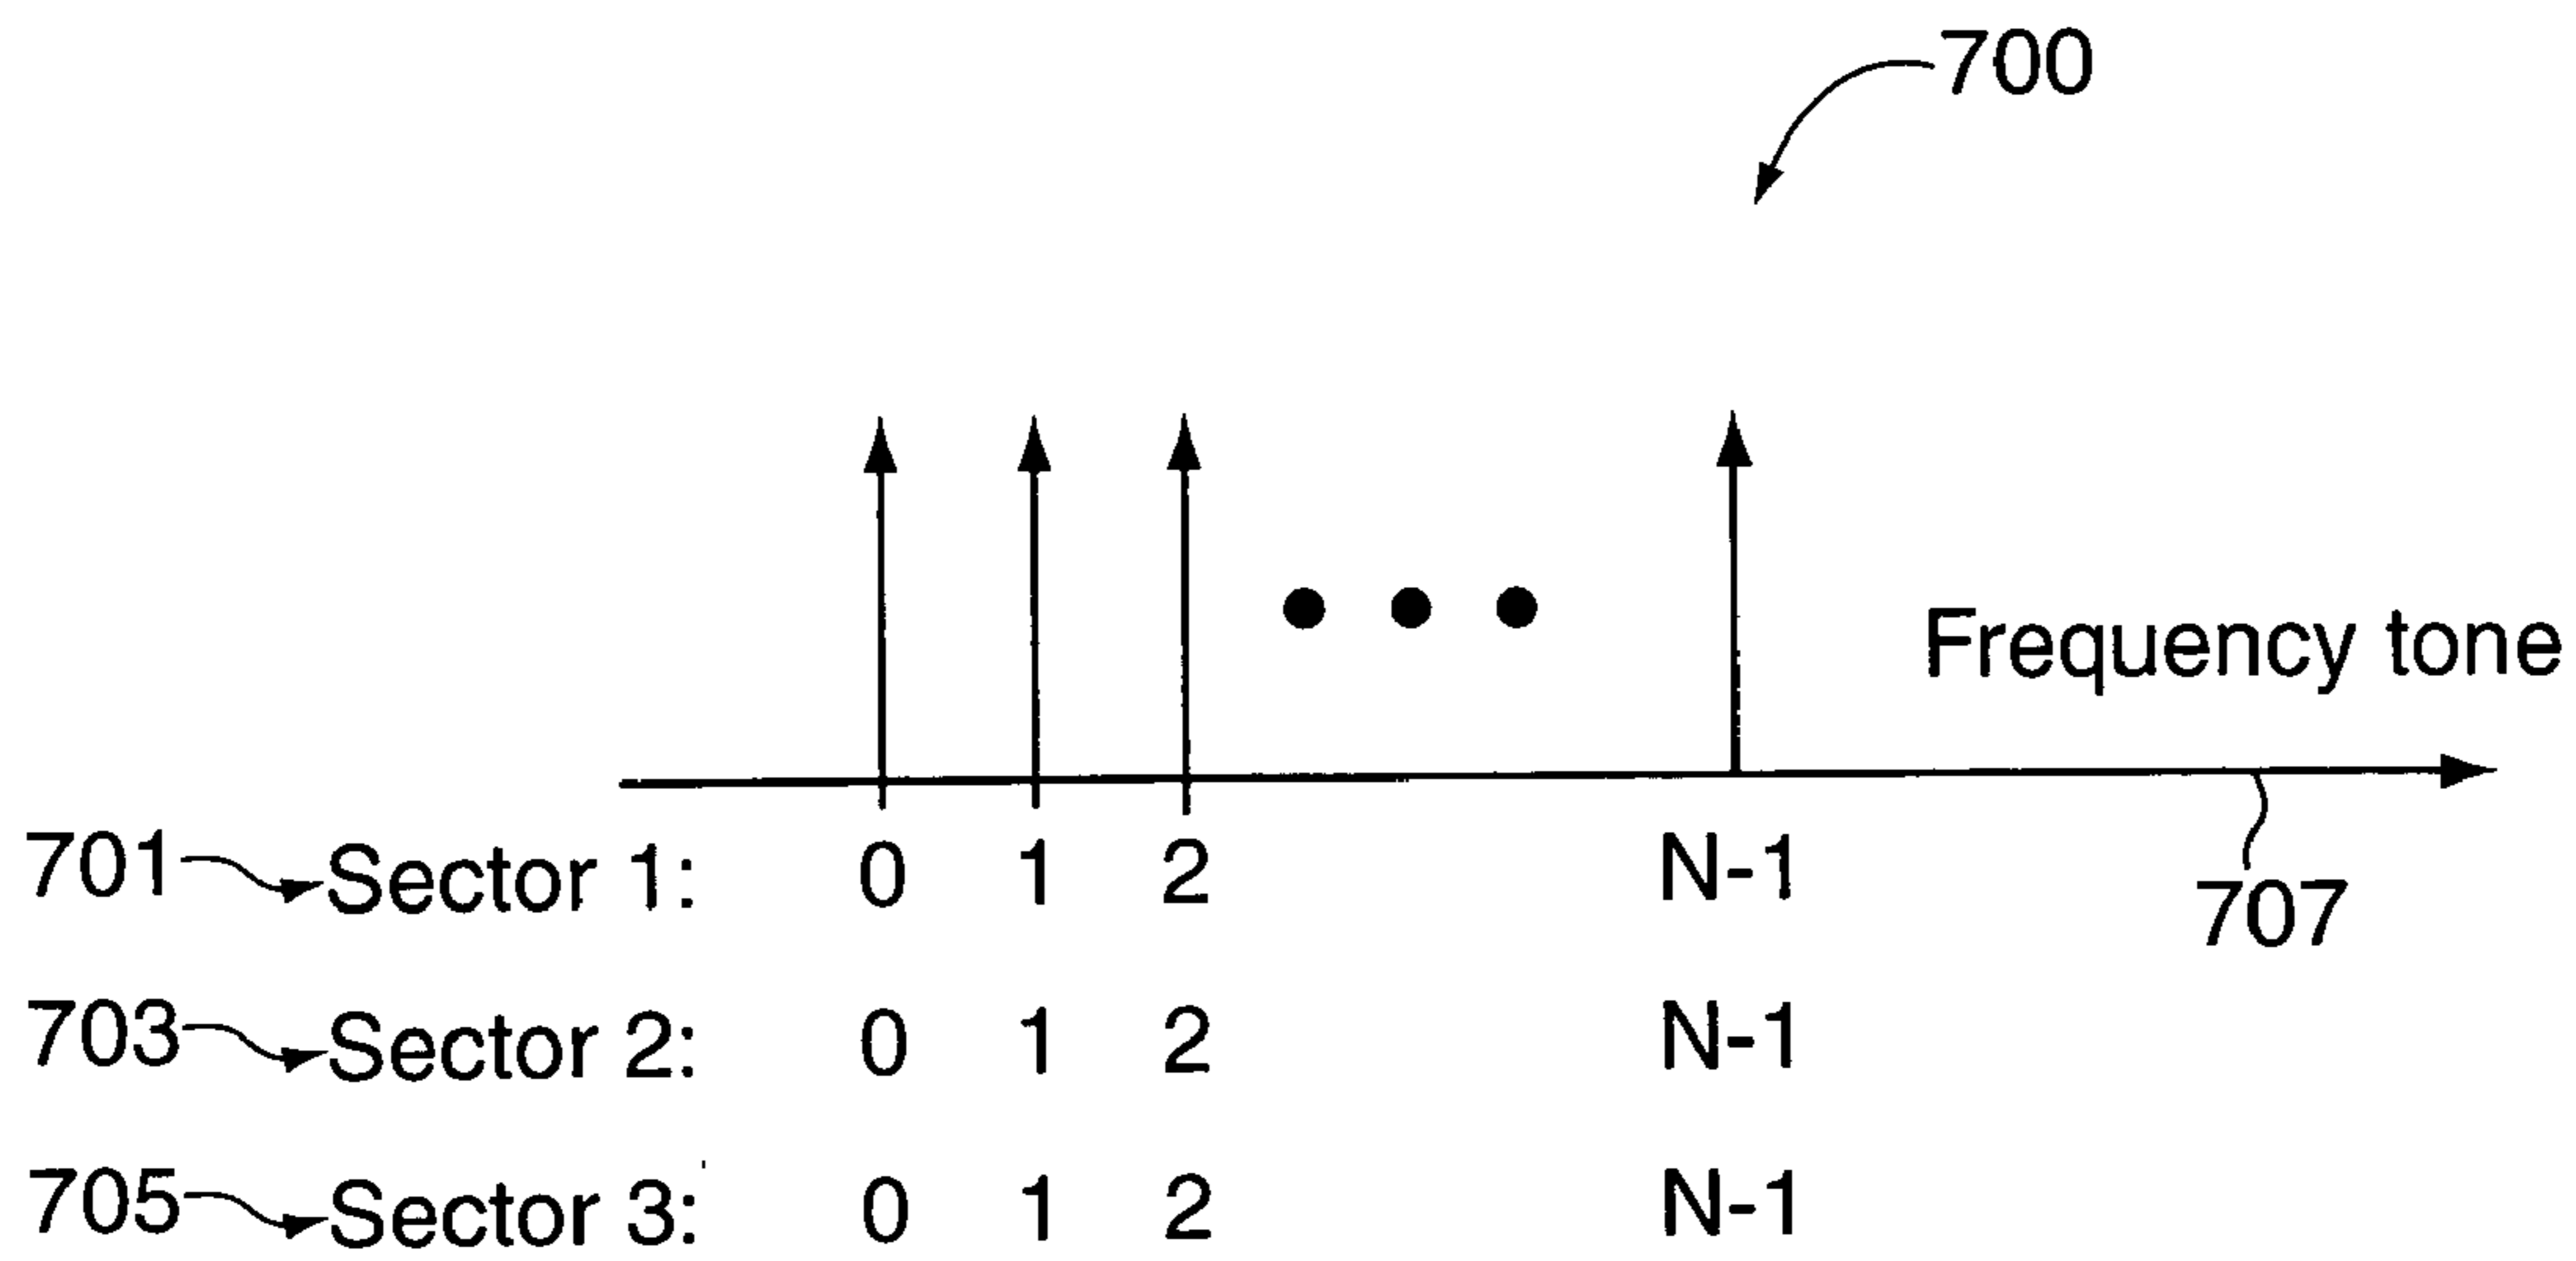 700
Frequency tone
701 Sector 1: 0 1 2 N-1
707
703 Sector 2: 0 1 2 N-1
705 Sector 3: 0 1 2 N-1